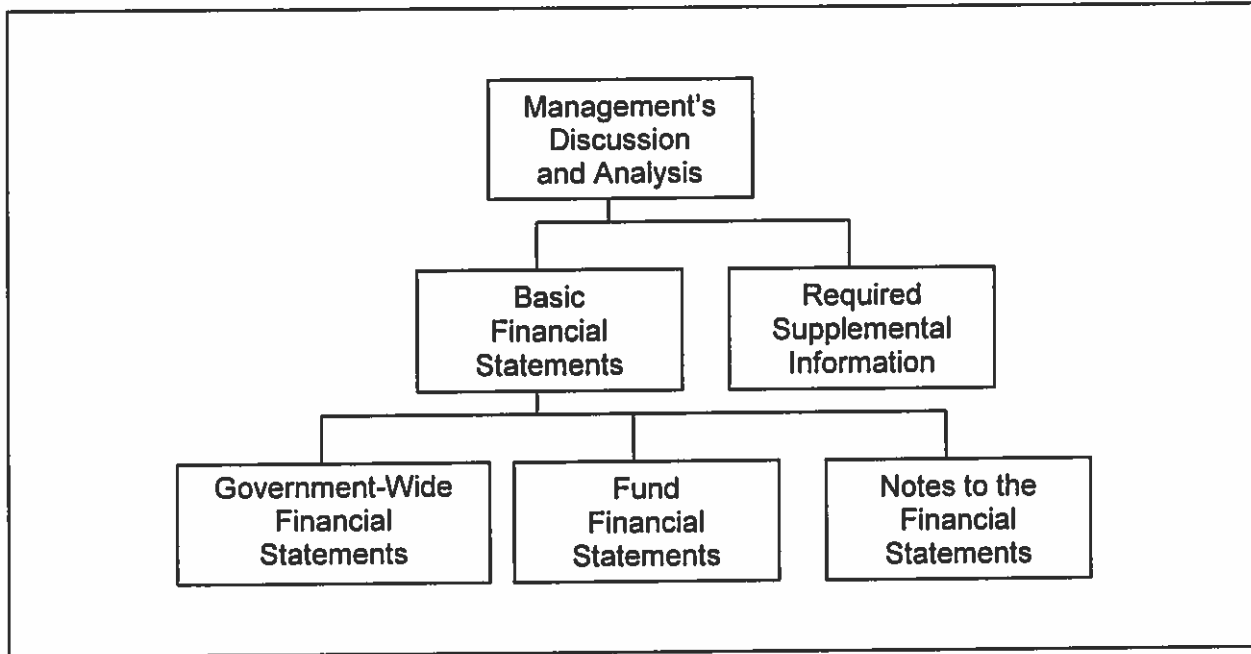 Management's
Discussion
and Analysis
Basic
Financial
Statements
Required
Supplemental
Information
Government-Wide
Financial
Statements
Fund
Financial
Statements
Notes to the
Financial
Statements